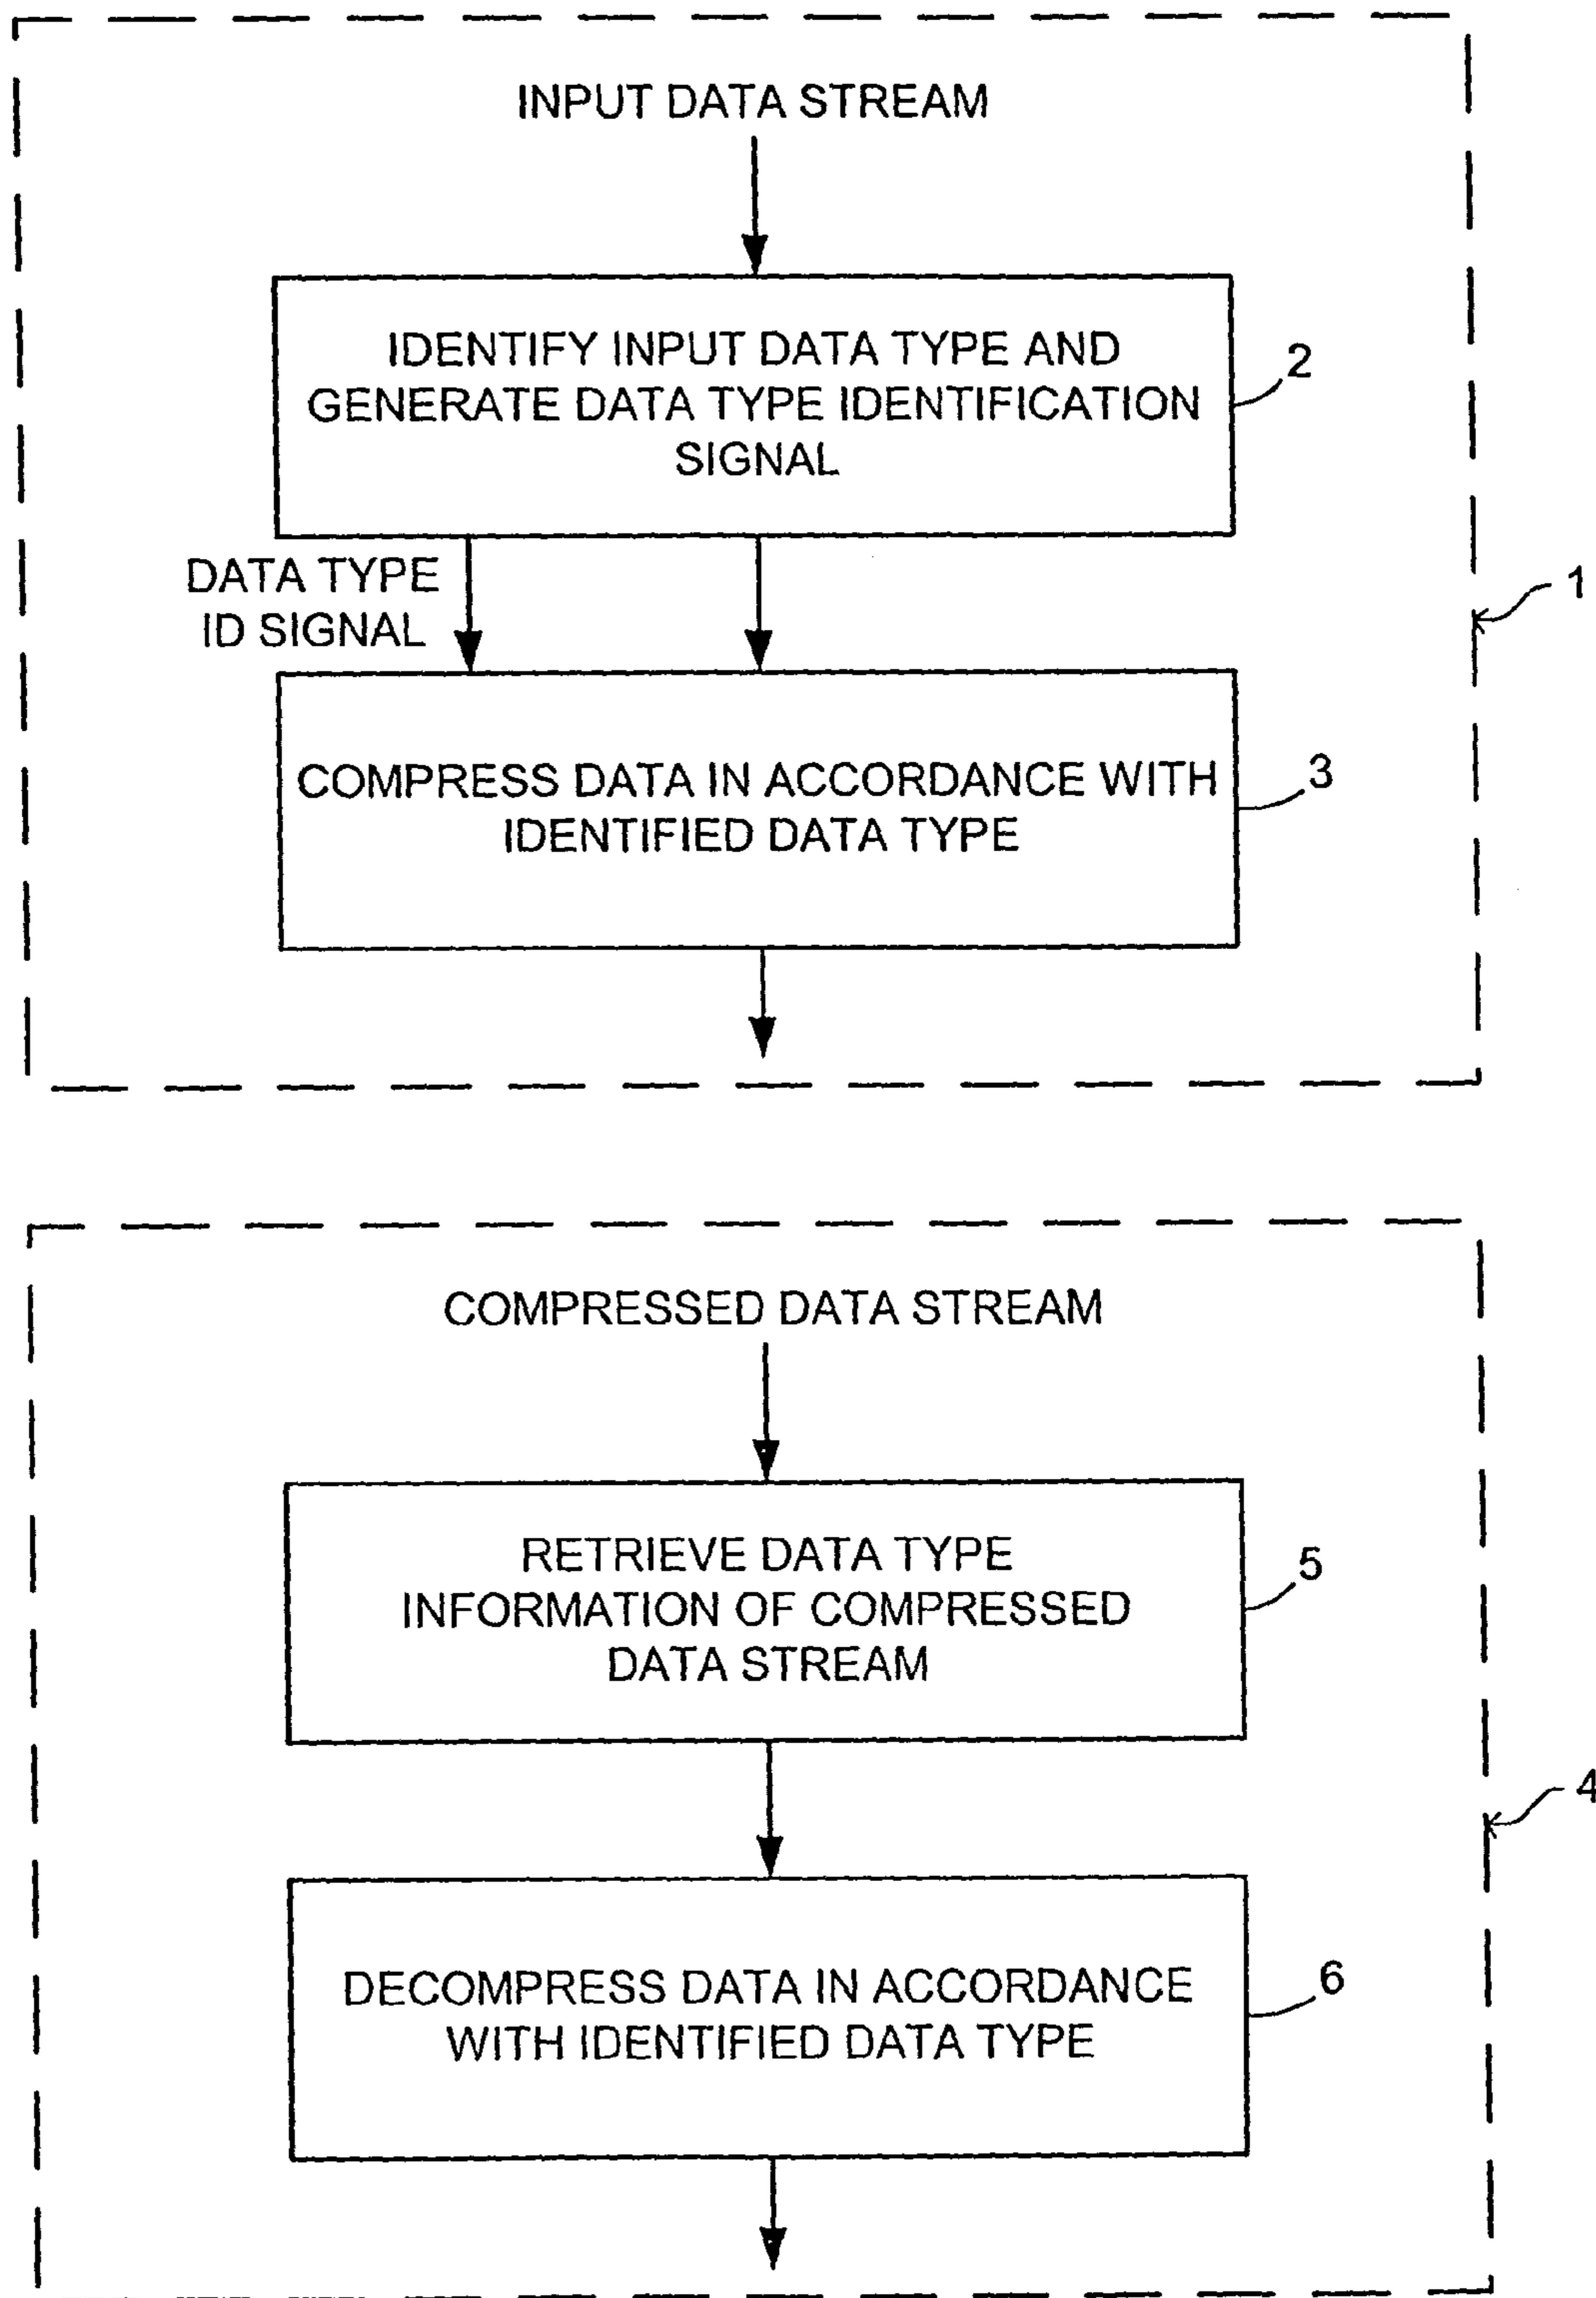 INPUT DATA STREAM
IDENTIFY INPUT DATA TYPE AND
GENERATE DATA TYPE IDENTIFICATION
SIGNAL
2
DATA TYPE
ID SIGNAL
1
COMPRESS DATA IN ACCORDANCE WITH
IDENTIFIED DATA TYPE
3
COMPRESSED DATA STREAM
RETRIEVE DATA TYPE
INFORMATION OF COMPRESSED
DATA STREAM
5
4
DECOMPRESS DATA IN ACCORDANCE
WITH IDENTIFIED DATA TYPE
6